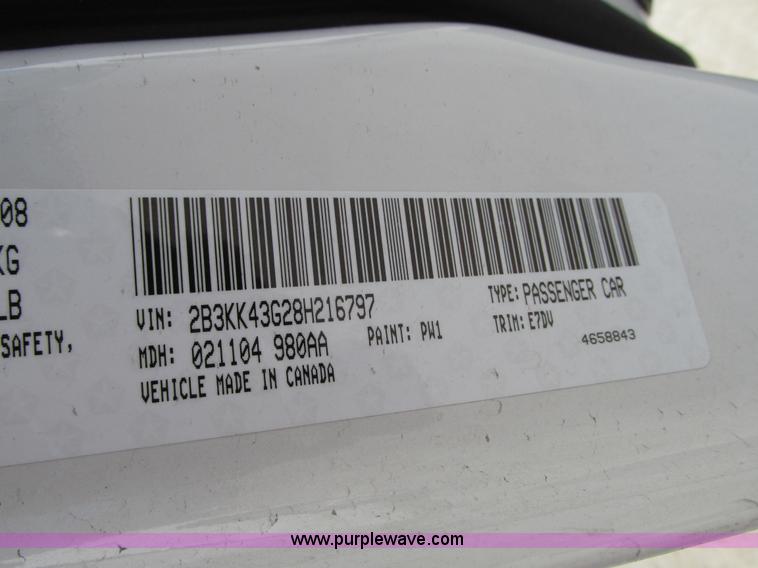 08
KG
LB
SAFETY,
VIN: 2B3KK43G28H216797
TYPE: PASSENGER CAR
MDH: 021104 980AA
PAINT: PW1
TRIM: E7DV
4658843
VEHICLE MADE IN CANADA
www.purplewave.com